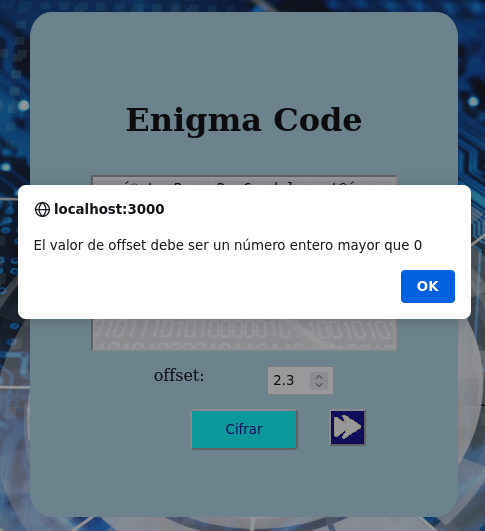 Enigma Code
localhost:3000
El valor de offset debe ser un número entero mayor que 0
OK
offset:
2.3
Cifrar